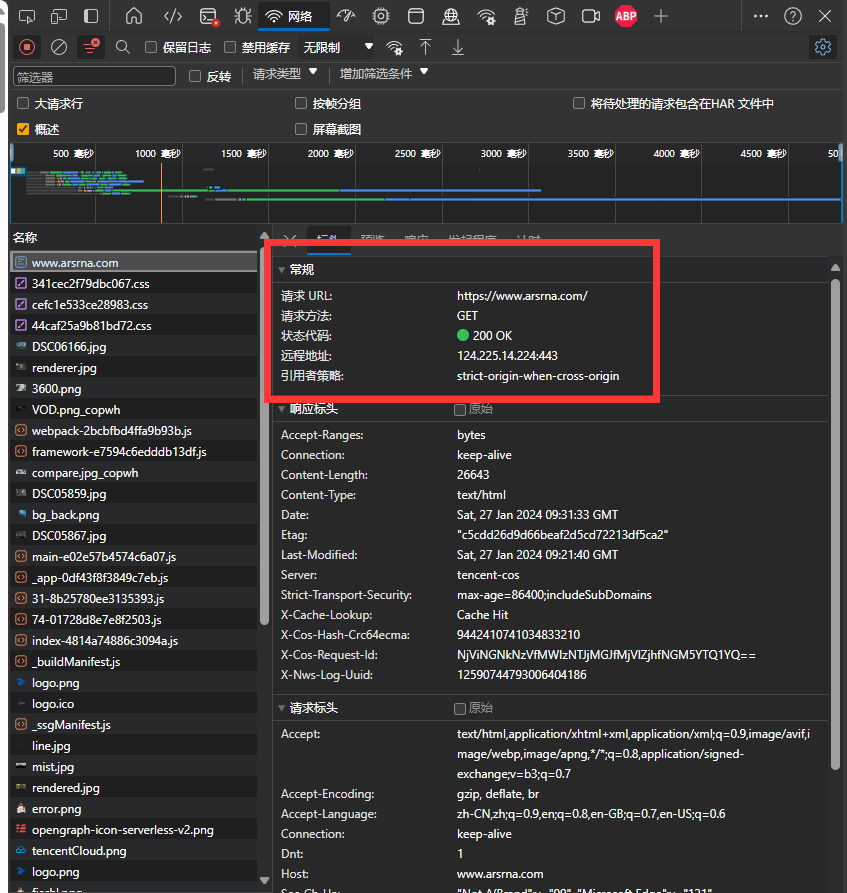 网络
ABP
保留日志 禁用缓存 无限制
筛选器 反转 请求类型 增加筛选条件
大请求行 按帧分组 将待处理的请求包含在HAR 文件中
概述 屏幕截图
500 毫秒 1000 毫秒 1500 毫秒 2000 毫秒 2500 毫秒 3000 毫秒 3500 毫秒 4000 毫秒 4500 毫秒 50
名称
www.arsrna.com
341cec2f79dbc067.css
cefc1e533ce28983.css
44caf25a9b81bd72.css
DSC06166.jpg
renderer.jpg
3600.png
VOD.png_copwh
webpack-2bcbfbd4ffa9b93b.js
framework-e7594c6edddb13df.js
compare.jpg_copwh
DSC05859.jpg
bg_back.png
DSC05867.jpg
main-e02e57b4574c6a07.js
_app-0df43f8f3849c7eb.js
31-8b25780ee3135393.js
74-01728d8e7e8f2503.js
index-4814a74886c3094a.js
_buildManifest.js
logo.png
logo.ico
_ssgManifest.js
line.jpg
mist.jpg
rendered.jpg
error.png
opengraph-icon-serverless-v2.png
tencentCloud.png
logo.png
标头 预览 响应 发起程序 计时
常规
请求 URL: https://www.arsrna.com/
请求方法: GET
状态代码: 200 OK
远程地址: 124.225.14.224:443
引用者策略: strict-origin-when-cross-origin
响应标头 原始
Accept-Ranges: bytes
Connection: keep-alive
Content-Length: 26643
Content-Type: text/html
Date: Sat, 27 Jan 2024 09:31:33 GMT
Etag: "c5cdd26d9d66beaf2d5cd72213df5ca2"
Last-Modified: Sat, 27 Jan 2024 09:21:40 GMT
Server: tencent-cos
Strict-Transport-Security: max-age=86400;includeSubDomains
X-Cache-Lookup: Cache Hit
X-Cos-Hash-Crc64ecma: 9442410741034833210
X-Cos-Request-Id: NjViNGNkNzVfMWIzNTJjMGJfMjVlZjhfNGM5YTQ1YQ==
X-Nws-Log-Uuid: 12590744793006404186
请求标头 原始
Accept: text/html,application/xhtml+xml,application/xml;q=0.9,image/avif,i
mage/webp,image/apng,*/*;q=0.8,application/signed-
exchange;v=b3;q=0.7
Accept-Encoding: gzip, deflate, br
Accept-Language: zh-CN,zh;q=0.9,en;q=0.8,en-GB;q=0.7,en-US;q=0.6
Connection: keep-alive
Dnt: 1
Host: www.arsrna.com